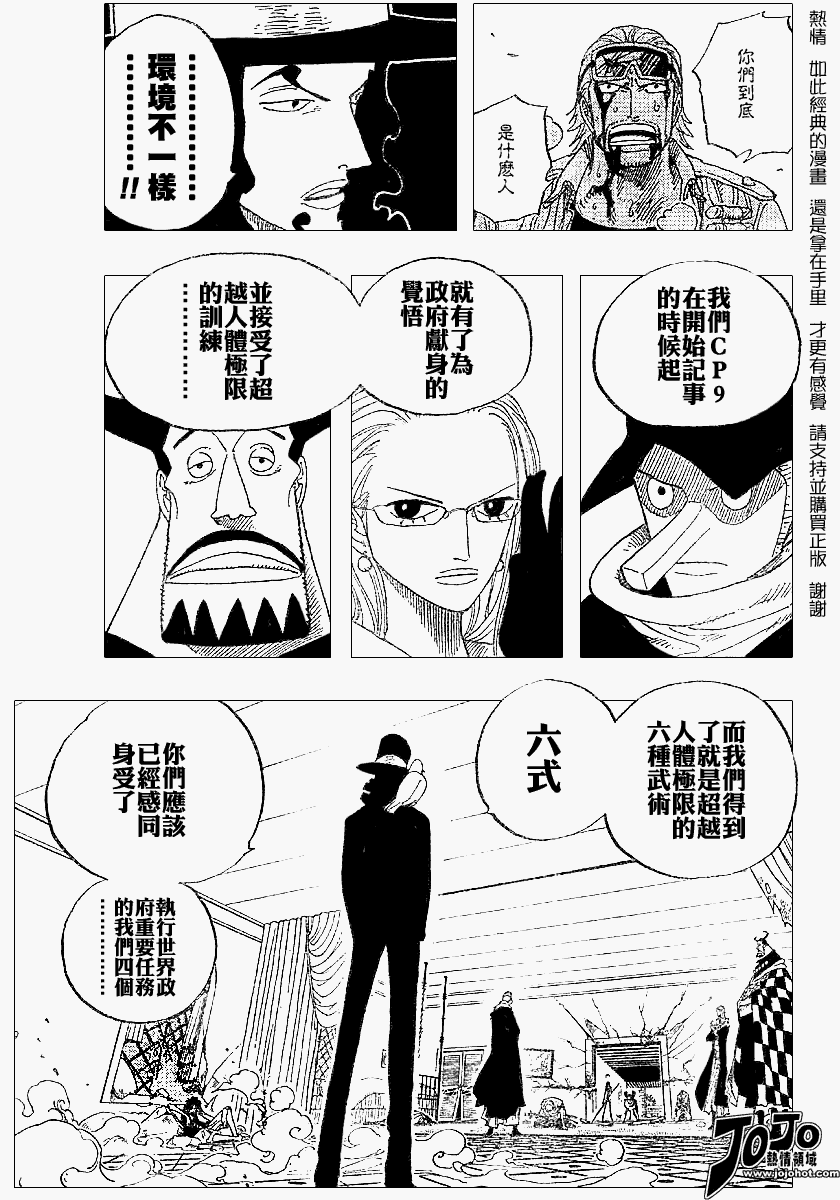 你們到底
是什麼人
環境不一樣
………………!!
我們CP9
在開始記事
的時候起
就有了為
政府獻身的
覺悟
並接受了超
越人體極限
的訓練
…………
而我們得到
了就是超越
人體極限的
六種武術
六式
你們應該
已經感同
身受了
執行世界政
府重要任務
的我們四個
…………
熱情 如此經典的漫畫 還是拿在手里 才更有感覺 請支持並購買正版 謝謝
JOJO
熱情領域
www.jojohot.com